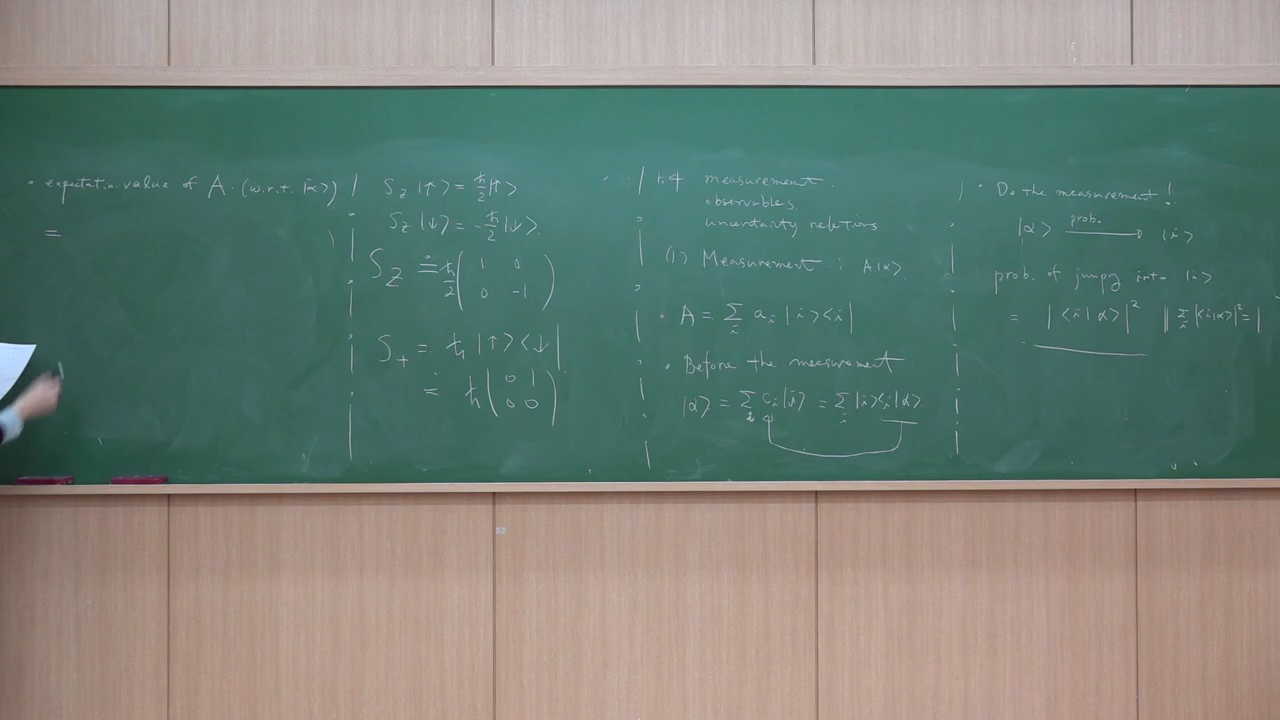 • expectation value of A. (w.r.t. |α>)
=
S_z |↑> = ħ/2 |↑>
S_z |↓> = -ħ/2 |↓>.
S_z ≐ ħ/2 ( 1 0
0 -1 )
S_+ = ħ |↑><↓|
≐ ħ ( 0 1
0 0 )
1.4 measurement.
observables,
uncertainty relations
(1) Measurement : A|α>.
• A = Σ_i a_i |i><i|
• Before the measurement
|α> = Σ_i c_i |i> = Σ_i |i><i|α>.
• Do the measurement !
|α> prob. → |i>
prob. of jumpy into |i>
= |<i|α>|² ‖ Σ_i |<i|α>|² = 1